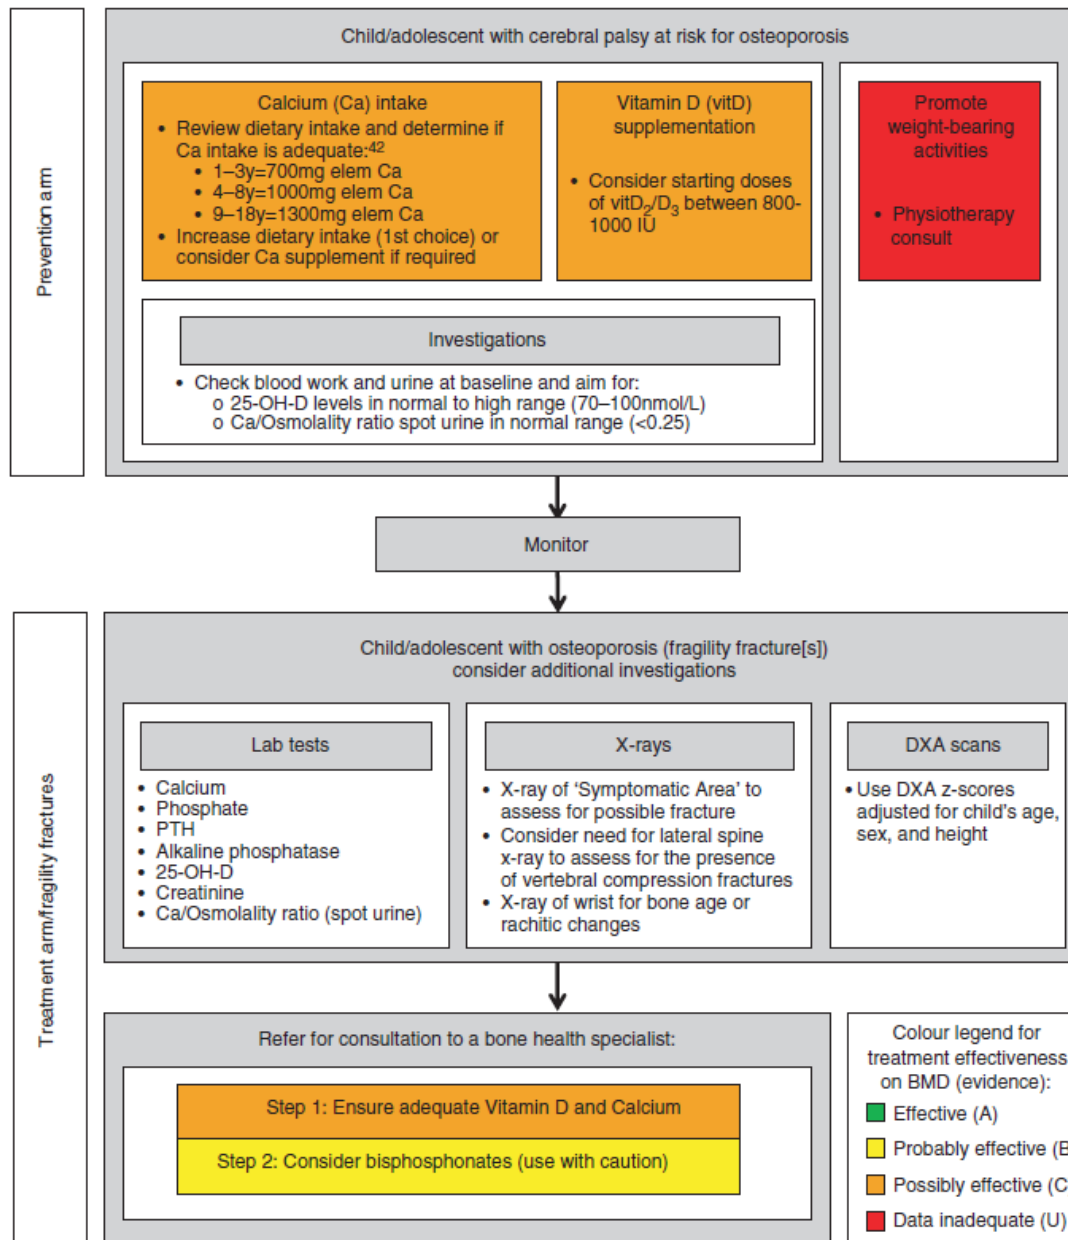 Prevention arm
Child/adolescent with cerebral palsy at risk for osteoporosis
Calcium (Ca) intake
• Review dietary intake and determine if
Ca intake is adequate:42
• 1–3y=700mg elem Ca
• 4–8y=1000mg elem Ca
• 9–18y=1300mg elem Ca
• Increase dietary intake (1st choice) or
consider Ca supplement if required
Vitamin D (vitD)
supplementation
• Consider starting doses
of vitD2/D3 between 800-
1000 IU
Promote
weight-bearing
activities
• Physiotherapy
consult
Investigations
• Check blood work and urine at baseline and aim for:
o 25-OH-D levels in normal to high range (70–100nmol/L)
o Ca/Osmolality ratio spot urine in normal range (<0.25)
Monitor
Treatment arm/fragility fractures
Child/adolescent with osteoporosis (fragility fracture[s])
consider additional investigations
Lab tests
• Calcium
• Phosphate
• PTH
• Alkaline phosphatase
• 25-OH-D
• Creatinine
• Ca/Osmolality ratio (spot urine)
X-rays
• X-ray of ‘Symptomatic Area’ to
assess for possible fracture
• Consider need for lateral spine
x-ray to assess for the presence
of vertebral compression fractures
• X-ray of wrist for bone age or
rachitic changes
DXA scans
• Use DXA z-scores
adjusted for child's age,
sex, and height
Refer for consultation to a bone health specialist:
Step 1: Ensure adequate Vitamin D and Calcium
Step 2: Consider bisphosphonates (use with caution)
Colour legend for
treatment effectiveness
on BMD (evidence):
Effective (A)
Probably effective (B
Possibly effective (C
Data inadequate (U)